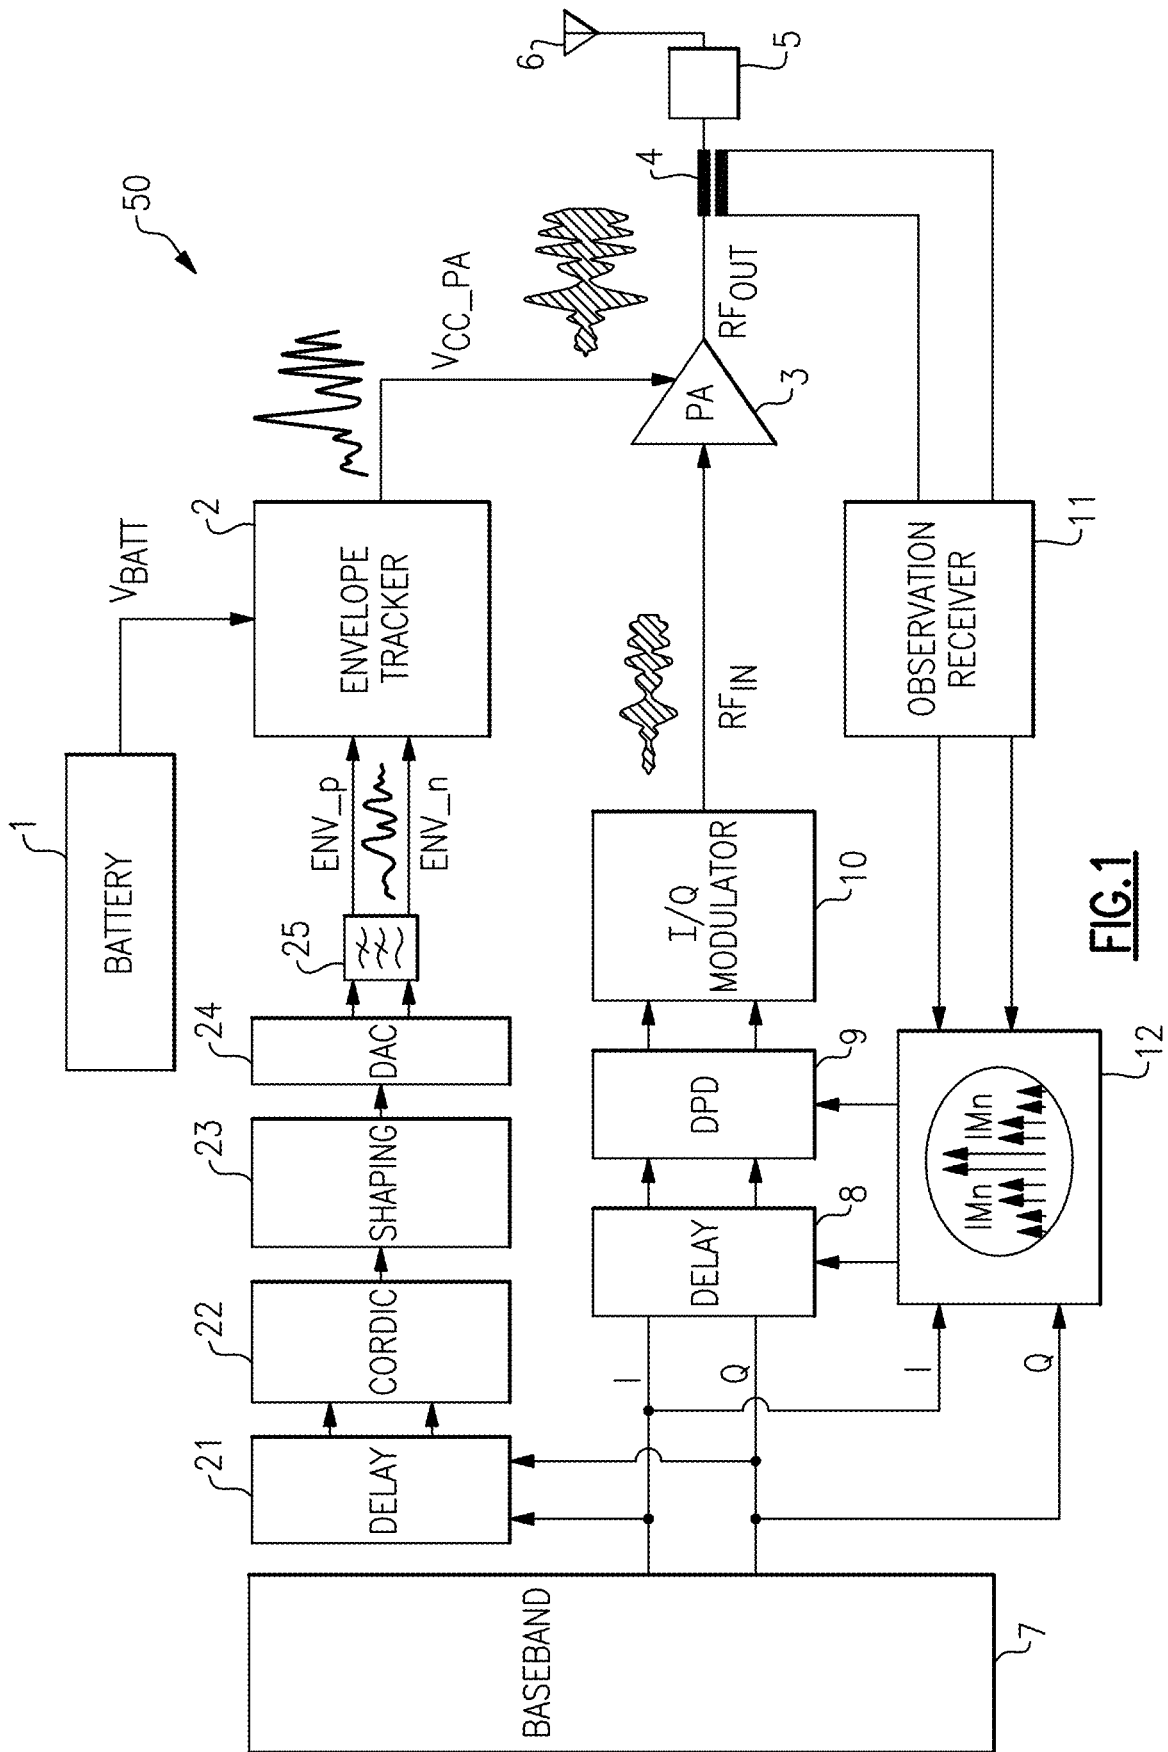 50
1
BATTERY
VBATT
2
ENVELOPE
TRACKER
VCC_PA
21
DELAY
22
CORDIC
23
SHAPING
24
DAC
25
ENV_p
ENV_n
6
5
4
PA
3
RFOUT
RFIN
BASEBAND
7
I
Q
DELAY
8
DPD
9
I/Q
MODULATOR
10
I
Q
IMn
IMn
12
OBSERVATION
RECEIVER
11
FIG.1